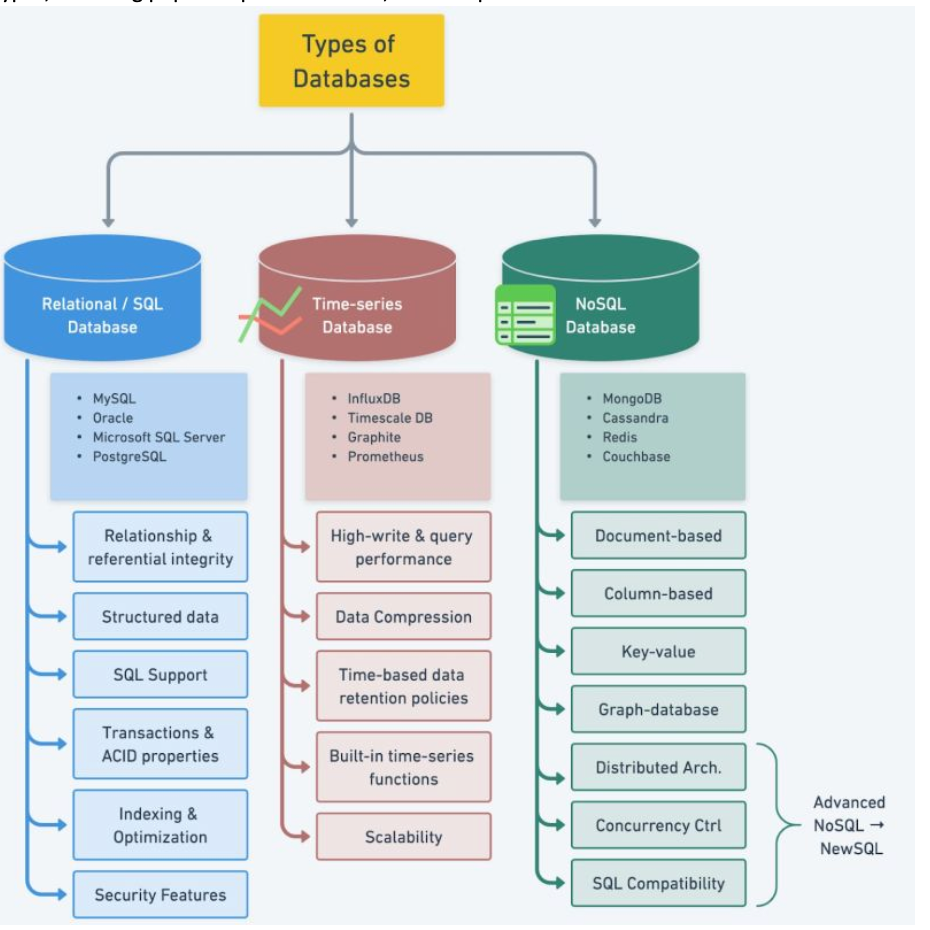 Types of
Databases
Relational / SQL
Database
Time-series
Database
NoSQL
Database
• MySQL
• Oracle
• Microsoft SQL Server
• PostgreSQL
• InfluxDB
• Timescale DB
• Graphite
• Prometheus
• MongoDB
• Cassandra
• Redis
• Couchbase
Relationship &
referential integrity
Structured data
SQL Support
Transactions &
ACID properties
Indexing &
Optimization
Security Features
High-write & query
performance
Data Compression
Time-based data
retention policies
Built-in time-series
functions
Scalability
Document-based
Column-based
Key-value
Graph-database
Distributed Arch.
Concurrency Ctrl
SQL Compatibility
Advanced
NoSQL →
NewSQL